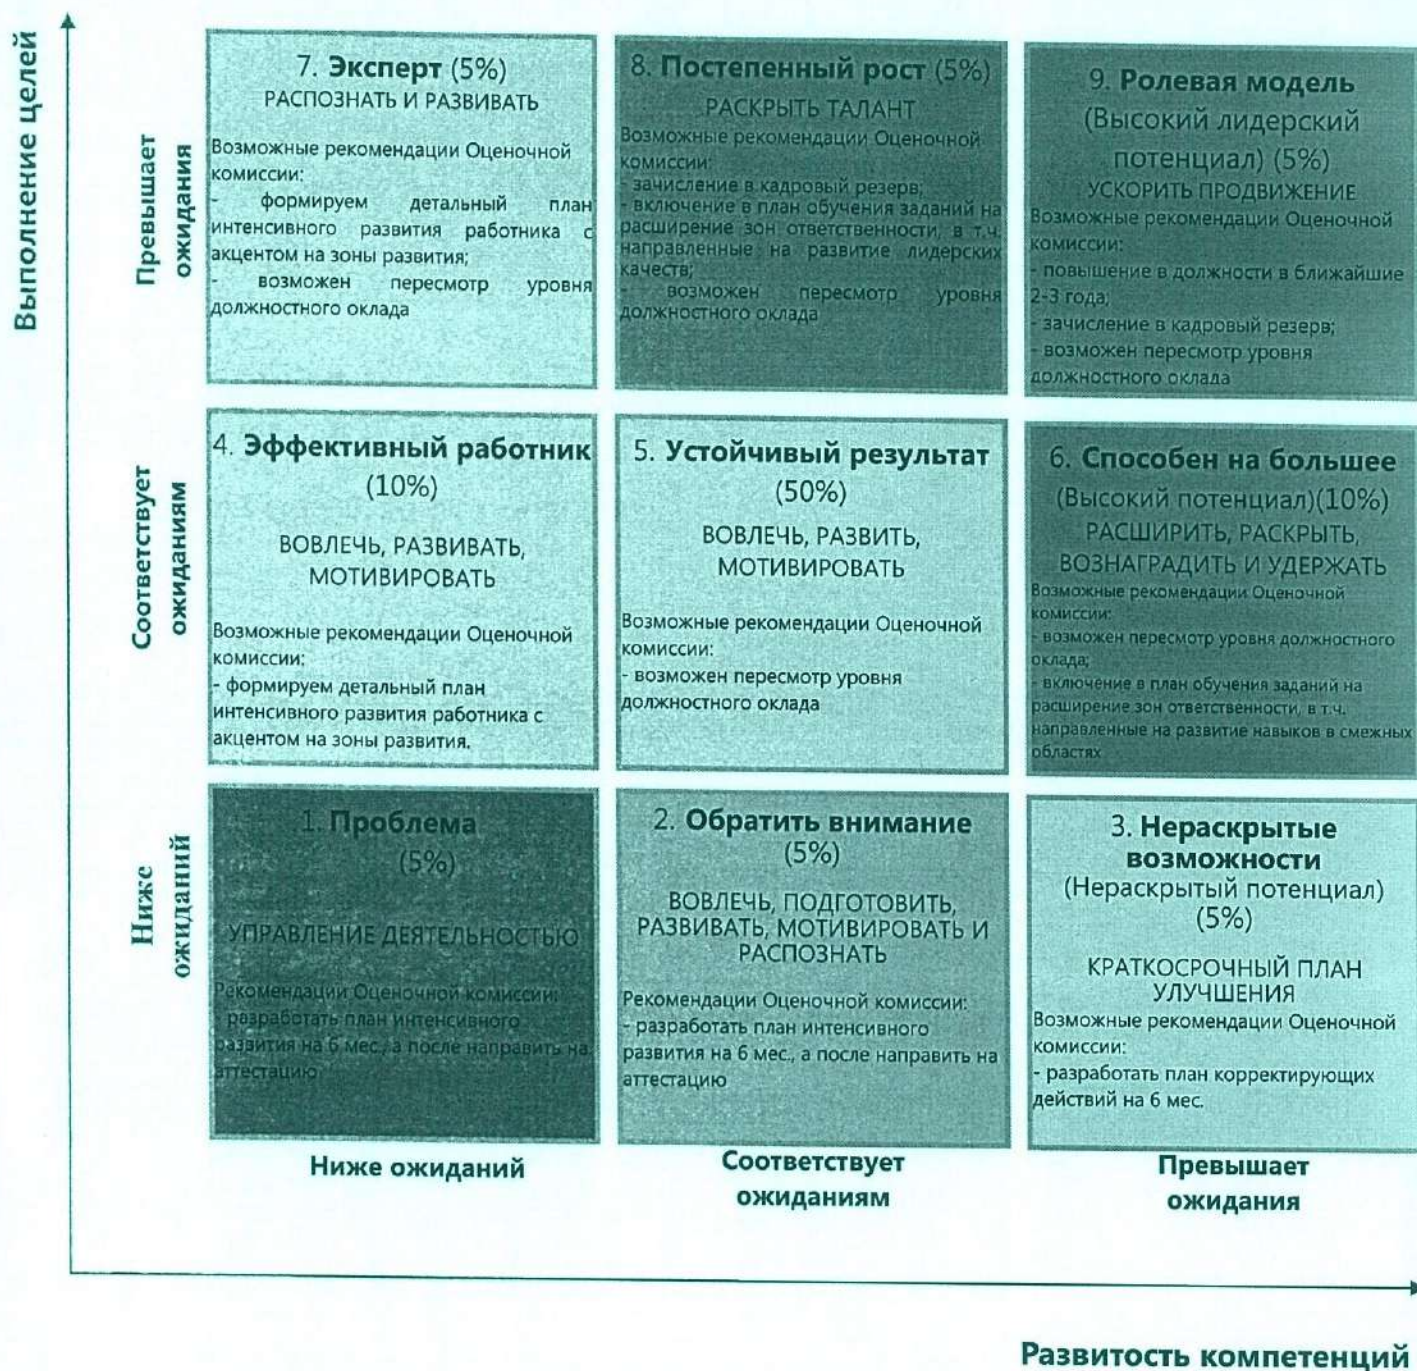 Выполнение целей
Превышает
ожидания
7. Эксперт (5%)
РАСПОЗНАТЬ И РАЗВИВАТЬ
Возможные рекомендации Оценочной
комиссии:
- формируем детальный план
интенсивного развития работника с
акцентом на зоны развития;
- возможен пересмотр уровня
должностного оклада
8. Постепенный рост (5%)
РАСКРЫТЬ ТАЛАНТ
Возможные рекомендации Оценочной
комиссии:
- зачисление в кадровый резерв;
- включение в план обучения заданий на
расширение зон ответственности, в т.ч.
направленные на развитие лидерских
качеств;
- возможен пересмотр уровня
должностного оклада
9. Ролевая модель
(Высокий лидерский
потенциал) (5%)
УСКОРИТЬ ПРОДВИЖЕНИЕ
Возможные рекомендации Оценочной
комиссии:
- повышение в должности в ближайшие
2-3 года;
- зачисление в кадровый резерв;
- возможен пересмотр уровня
должностного оклада
Соответствует
ожиданиям
4. Эффективный работник
(10%)
ВОВЛЕЧЬ, РАЗВИВАТЬ,
МОТИВИРОВАТЬ
Возможные рекомендации Оценочной
комиссии:
- формируем детальный план
интенсивного развития работника с
акцентом на зоны развития.
5. Устойчивый результат
(50%)
ВОВЛЕЧЬ, РАЗВИТЬ,
МОТИВИРОВАТЬ
Возможные рекомендации Оценочной
комиссии:
- возможен пересмотр уровня
должностного оклада
6. Способен на большее
(Высокий потенциал)(10%)
РАСШИРИТЬ, РАСКРЫТЬ,
ВОЗНАГРАДИТЬ И УДЕРЖАТЬ
Возможные рекомендации Оценочной
комиссии:
- возможен пересмотр уровня должностного
оклада;
- включение в план обучения заданий на
расширение зон ответственности, в т.ч.
направленные на развитие навыков в смежных
областях
Ниже
ожиданий
1. Проблема
(5%)
УПРАВЛЕНИЕ ДЕЯТЕЛЬНОСТЬЮ
Рекомендации Оценочной комиссии:
- разработать план интенсивного
развития на 6 мес., а после направить на
аттестацию
2. Обратить внимание
(5%)
ВОВЛЕЧЬ, ПОДГОТОВИТЬ,
РАЗВИВАТЬ, МОТИВИРОВАТЬ И
РАСПОЗНАТЬ
Рекомендации Оценочной комиссии:
- разработать план интенсивного
развития на 6 мес., а после направить на
аттестацию
3. Нераскрытые
возможности
(Нераскрытый потенциал)
(5%)
КРАТКОСРОЧНЫЙ ПЛАН
УЛУЧШЕНИЯ
Возможные рекомендации Оценочной
комиссии:
- разработать план корректирующих
действий на 6 мес.
Ниже ожиданий
Соответствует
ожиданиям
Превышает
ожидания
Развитость компетенций